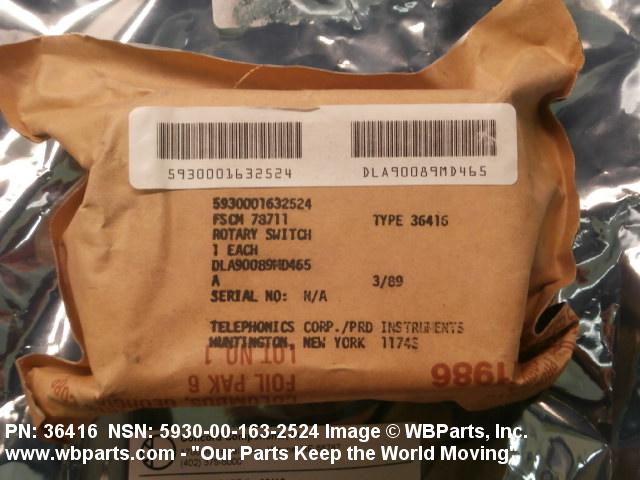 5930001632524 DLA90089MD465
5930001632524
FSCM 78711 TYPE 36416
ROTARY SWITCH
1 EACH
DLA90089MD465
A 3/89
SERIAL NO: N/A
TELEPHONICS CORP./PRD INSTRUMENTS
HUNTINGTON, NEW YORK 11743
LOT NO 1
FOIL PAK 6
COLUMBUS, GEORGIA
1986
PN: 36416 NSN: 5930-00-163-2524 Image © WBParts, Inc.
www.wbparts.com - "Our Parts Keep the World Moving"